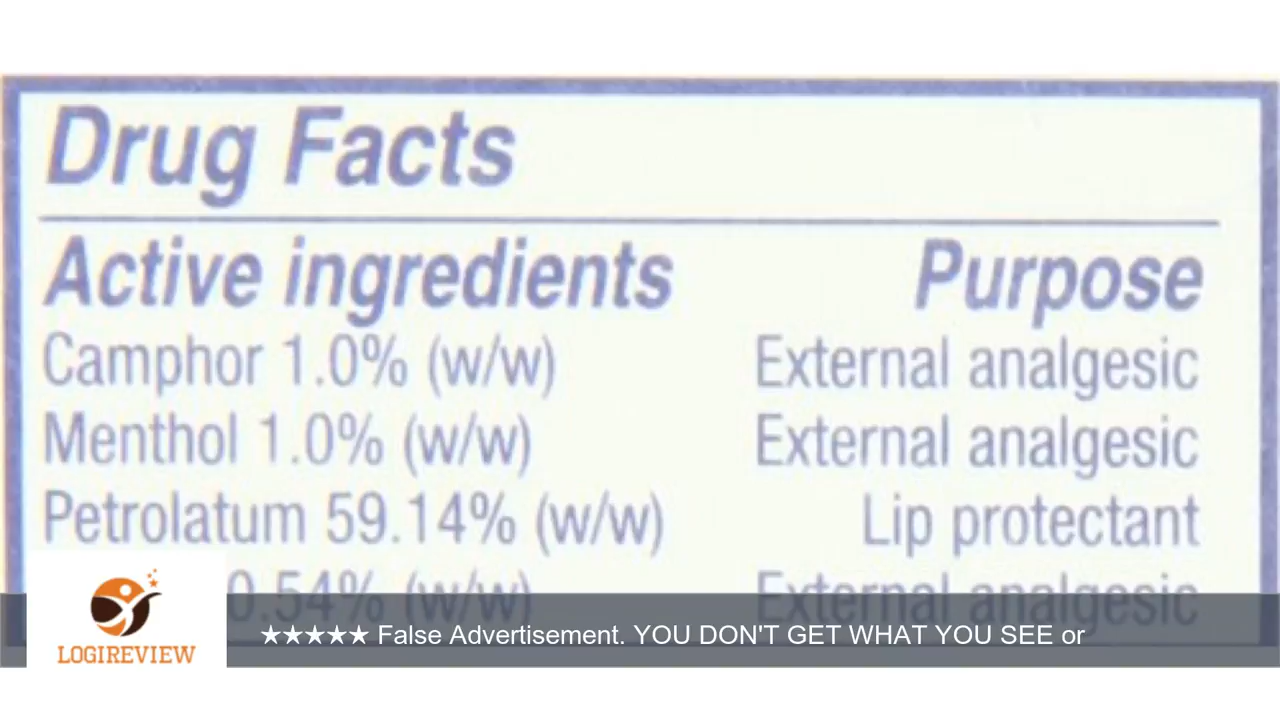 Drug Facts
Active ingredients Purpose
Camphor 1.0% (w/w) External analgesic
Menthol 1.0% (w/w) External analgesic
Petrolatum 59.14% (w/w) Lip protectant
0.54% (w/w) External analgesic
LOGIREVIEW
★★★★★ False Advertisement. YOU DON'T GET WHAT YOU SEE or